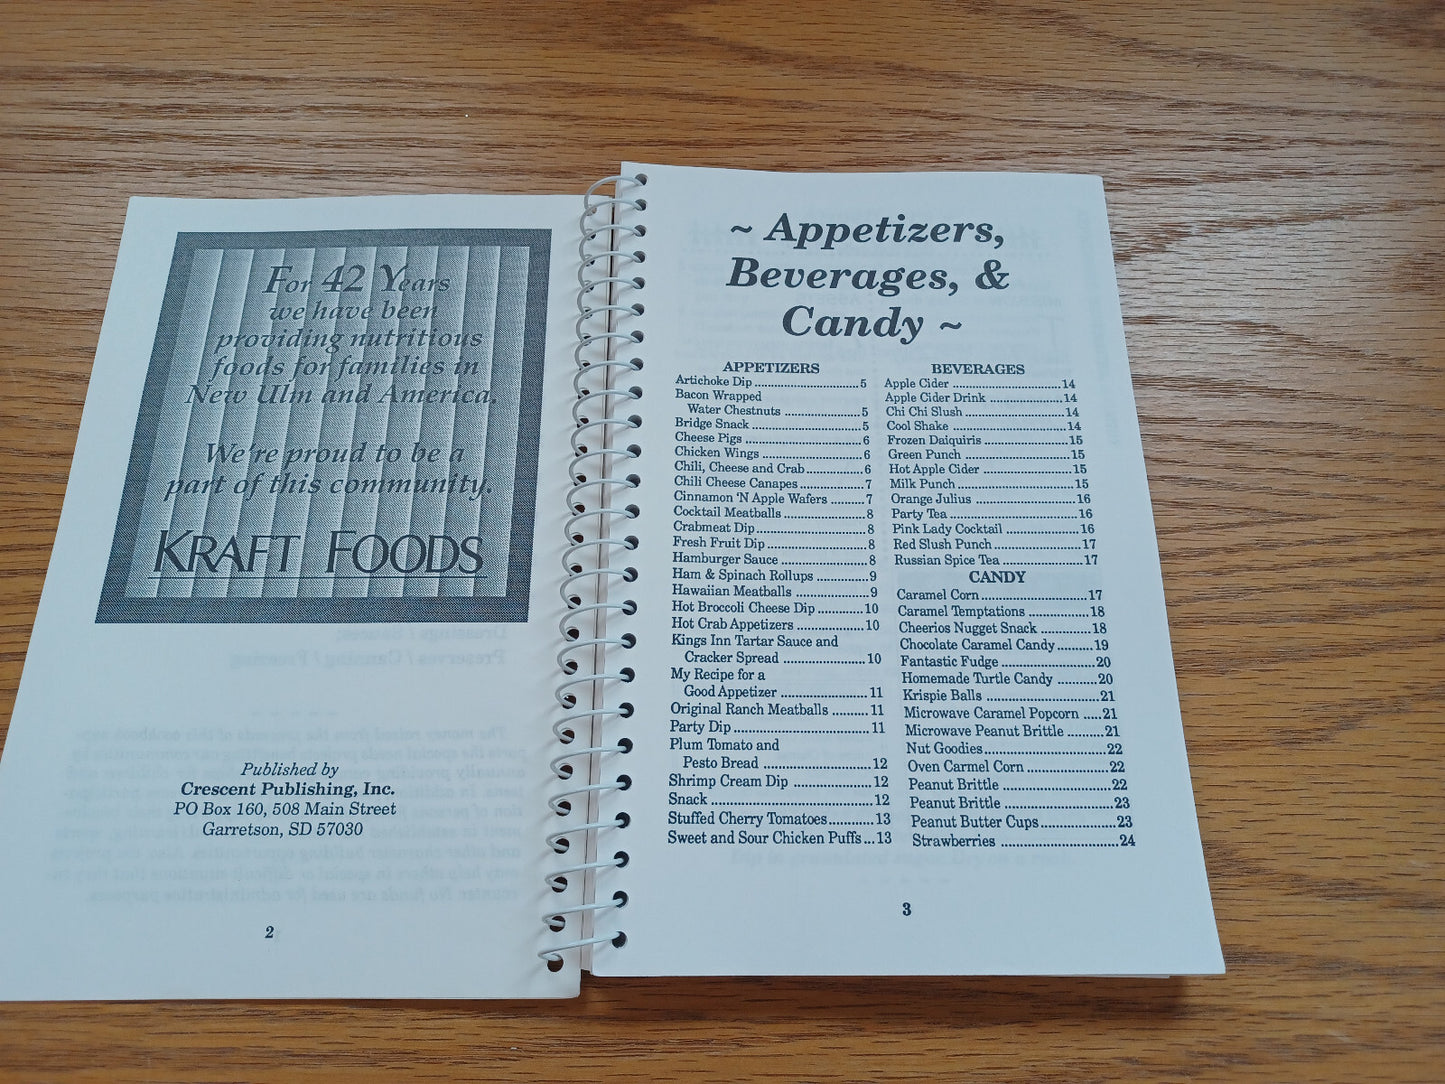 For 42 Years
we have been
providing nutritious
foods for families in
New Ulm and America.
We're proud to be a
part of this community.
KRAFT FOODS
Published by
Crescent Publishing, Inc.
PO Box 160, 508 Main Street
Garretson, SD 57030
2
~ Appetizers,
Beverages, &
Candy ~
APPETIZERS
Artichoke Dip ................................5
Bacon Wrapped
Water Chestnuts .......................5
Bridge Snack ..................................5
Cheese Pigs ....................................6
Chicken Wings ...............................6
Chili, Cheese and Crab.................6
Chili Cheese Canapes....................7
Cinnamon 'N Apple Wafers ..........7
Cocktail Meatballs .........................8
Crabmeat Dip.................................8
Fresh Fruit Dip ..............................8
Hamburger Sauce ..........................8
Ham & Spinach Rollups ...............9
Hawaiian Meatballs ......................9
Hot Broccoli Cheese Dip .............10
Hot Crab Appetizers ....................10
Kings Inn Tartar Sauce and
Cracker Spread .......................10
My Recipe for a
Good Appetizer ........................11
Original Ranch Meatballs ..........11
Party Dip ......................................11
Plum Tomato and
Pesto Bread ..............................12
Shrimp Cream Dip ......................12
Snack ............................................12
Stuffed Cherry Tomatoes............13
Sweet and Sour Chicken Puffs ...13
BEVERAGES
Apple Cider ..................................14
Apple Cider Drink .......................14
Chi Chi Slush ...............................14
Cool Shake ...................................14
Frozen Daiquiris ..........................15
Green Punch ................................15
Hot Apple Cider ...........................15
Milk Punch ...................................15
Orange Julius ..............................16
Party Tea ......................................16
Pink Lady Cocktail ......................16
Red Slush Punch .........................17
Russian Spice Tea ........................17
CANDY
Caramel Corn ..............................17
Caramel Temptations ..................18
Cheerios Nugget Snack ...............18
Chocolate Caramel Candy..........19
Fantastic Fudge ...........................20
Homemade Turtle Candy ...........20
Krispie Balls ................................21
Microwave Caramel Popcorn .....21
Microwave Peanut Brittle ..........21
Nut Goodies..................................22
Oven Carmel Corn .......................22
Peanut Brittle ..............................22
Peanut Brittle ..............................23
Peanut Butter Cups.....................23
Strawberries ................................24
3